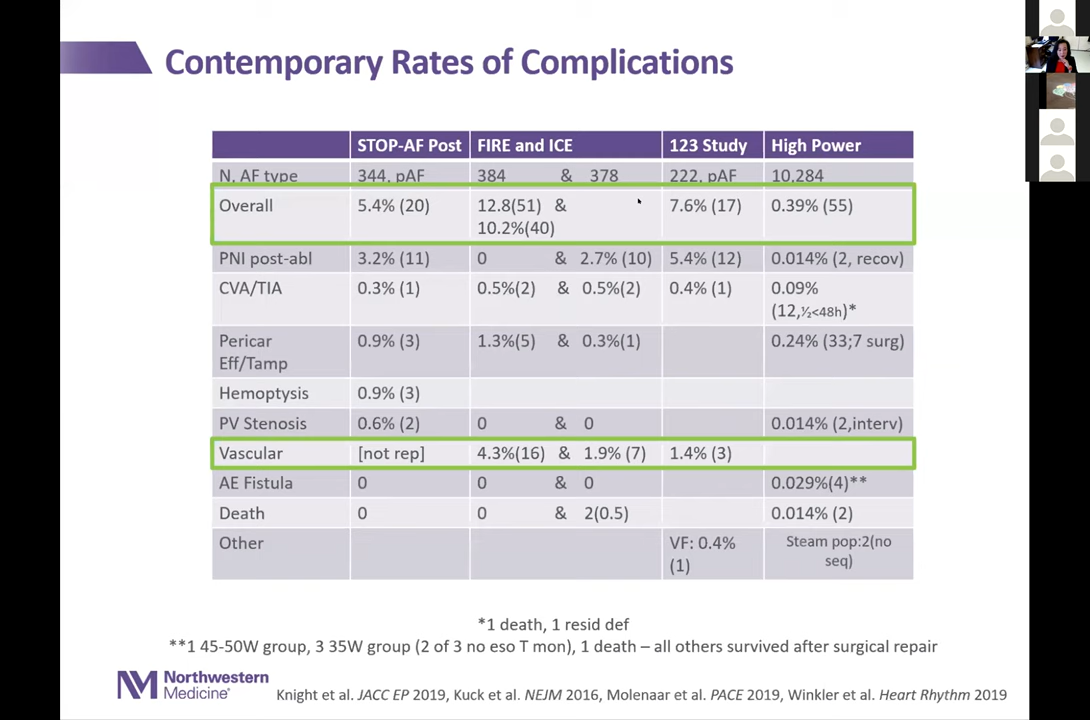 Contemporary Rates of Complications
STOP-AF Post FIRE and ICE 123 Study High Power
N, AF type 344, pAF 384 & 378 222, pAF 10,284
Overall 5.4% (20) 12.8(51) & 7.6% (17) 0.39% (55)
10.2%(40)
PNI post-abl 3.2% (11) 0 & 2.7% (10) 5.4% (12) 0.014% (2, recov)
CVA/TIA 0.3% (1) 0.5%(2) & 0.5%(2) 0.4% (1) 0.09%
(12,½<48h)*
Pericar 0.9% (3) 1.3%(5) & 0.3%(1) 0.24% (33;7 surg)
Eff/Tamp
Hemoptysis 0.9% (3)
PV Stenosis 0.6% (2) 0 & 0 0.014% (2,interv)
Vascular [not rep] 4.3%(16) & 1.9% (7) 1.4% (3)
AE Fistula 0 0 & 0 0.029%(4)**
Death 0 0 & 2(0.5) 0.014% (2)
Other VF: 0.4% Steam pop:2(no
(1) seq)
*1 death, 1 resid def
**1 45-50W group, 3 35W group (2 of 3 no eso T mon), 1 death – all others survived after surgical repair
NM Northwestern
Medicine®
Knight et al. JACC EP 2019, Kuck et al. NEJM 2016, Molenaar et al. PACE 2019, Winkler et al. Heart Rhythm 2019